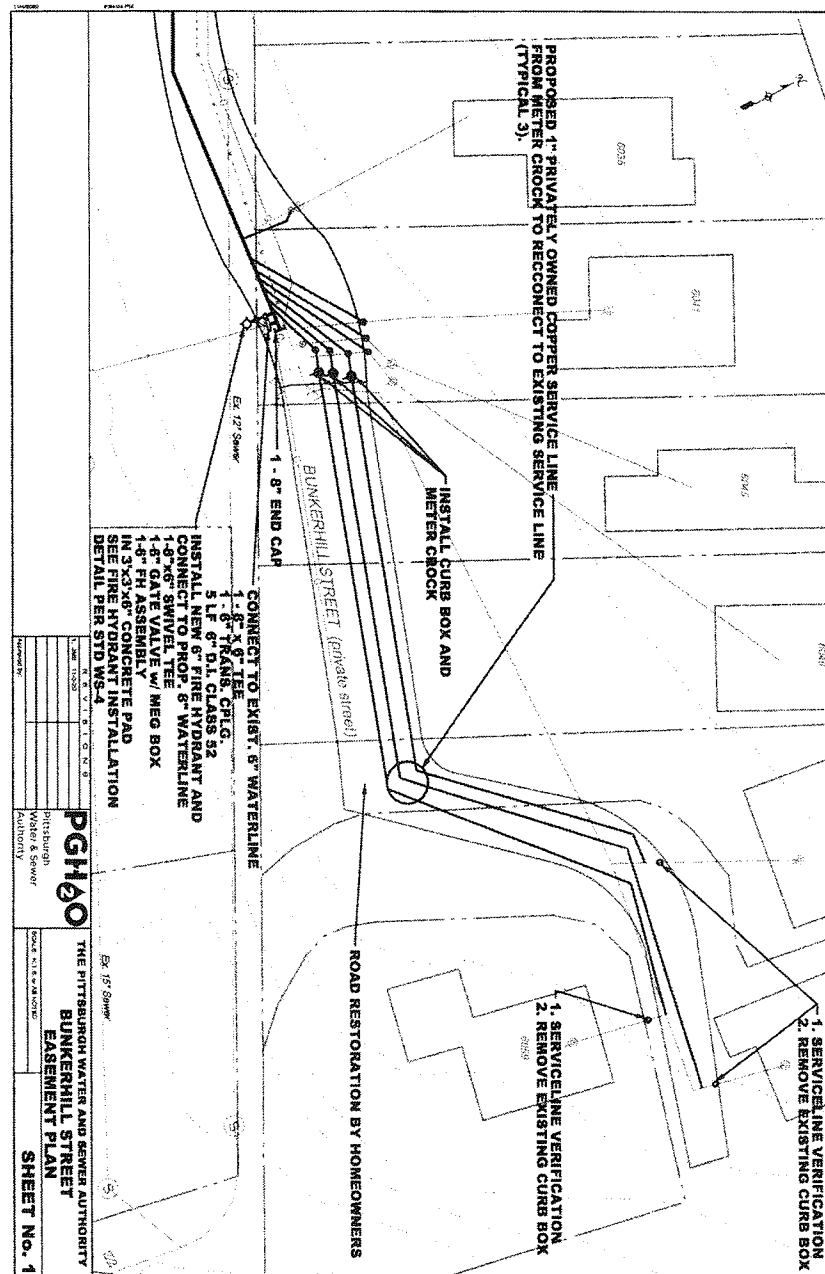 PROPOSED 1" PRIVATELY OWNED COPPER SERVICE LINE
FROM METER CROCK TO RECCONECT TO EXISTING SERVICE LINE
(TYPICAL 3).
INSTALL CURB BOX AND
METER CROCK
1. SERVICELINE VERIFICATION
2. REMOVE EXISTING CURB BOX
1. SERVICELINE VERIFICATION
2. REMOVE EXISTING CURB BOX
ROAD RESTORATION BY HOMEOWNERS
BUNKERHILL STREET (private street)
Ex. 12" Sewer
1 - 8" END CAP
CONNECT TO EXIST. 6" WATERLINE
1 - 8" X 6" TEE
1 - 6" TRANS. CPLG.
5 LF 6" D.I. CLASS 52
INSTALL NEW 6" FIRE HYDRANT AND
CONNECT TO PROP. 8" WATERLINE
1-8"x6" SWIVEL TEE
1-6" GATE VALVE w/ MEG BOX
1-6" FH ASSEMBLY
IN 3'x3'x6" CONCRETE PAD
SEE FIRE HYDRANT INSTALLATION
DETAIL PER STD WS-4
Ex. 15" Sewer
REVISIONS
Approved by:
PGH2O
Pittsburgh
Water & Sewer
Authority
THE PITTSBURGH WATER AND SEWER AUTHORITY
BUNKERHILL STREET
EASEMENT PLAN
SHEET No. 1